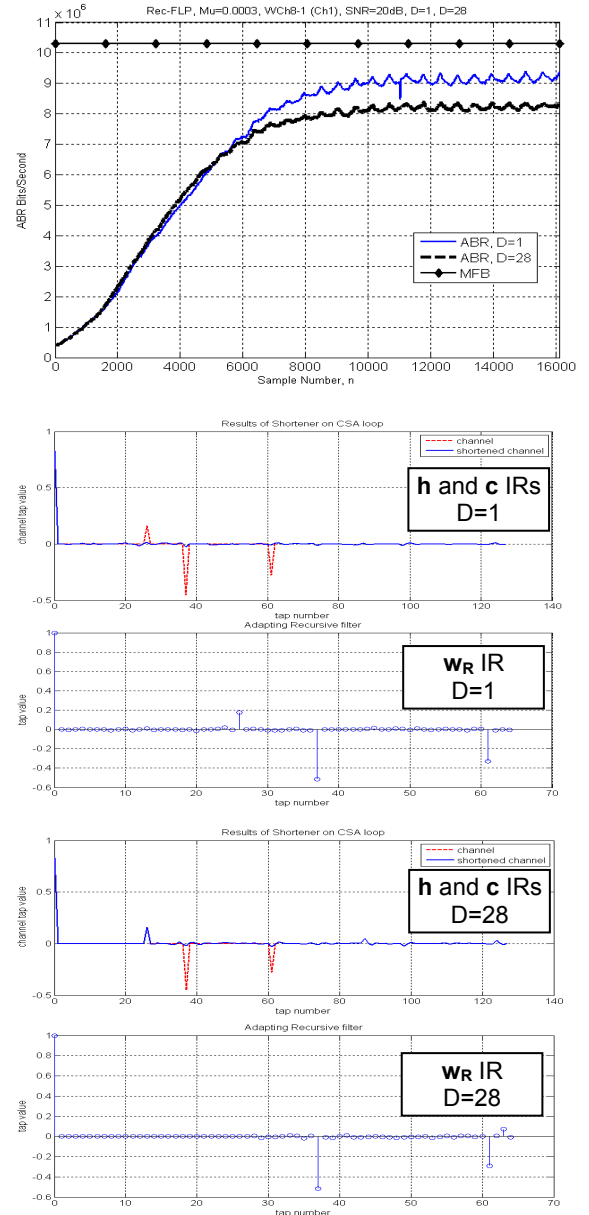 Rec-FLP, Mu=0.0003, WCh8-1 (Ch1), SNR=20dB, D=1, D=28
x 10^6
11
10
9
8
7
6
5
4
3
2
1
0
ABR Bits/Second
ABR, D=1
ABR, D=28
MFB
0 2000 4000 6000 8000 10000 12000 14000 16000
Sample Number, n
Results of Shortener on CSA loop
channel
shortened channel
h and c IRs
D=1
1
0.5
0
-0.5
channel tap value
0 20 40 60 80 100 120 140
tap number
Adapting Recursive filter
wR IR
D=1
1
0.8
0.6
0.4
0.2
0
-0.2
-0.4
-0.6
tap value
0 10 20 30 40 50 60 70
tap number
Results of Shortener on CSA loop
channel
shortened channel
h and c IRs
D=28
1
0.5
0
-0.5
channel tap value
0 20 40 60 80 100 120 140
tap number
Adapting Recursive filter
wR IR
D=28
1
0.8
0.6
0.4
0.2
0
-0.2
-0.4
-0.6
tap value
0 10 20 30 40 50 60 70
tap number